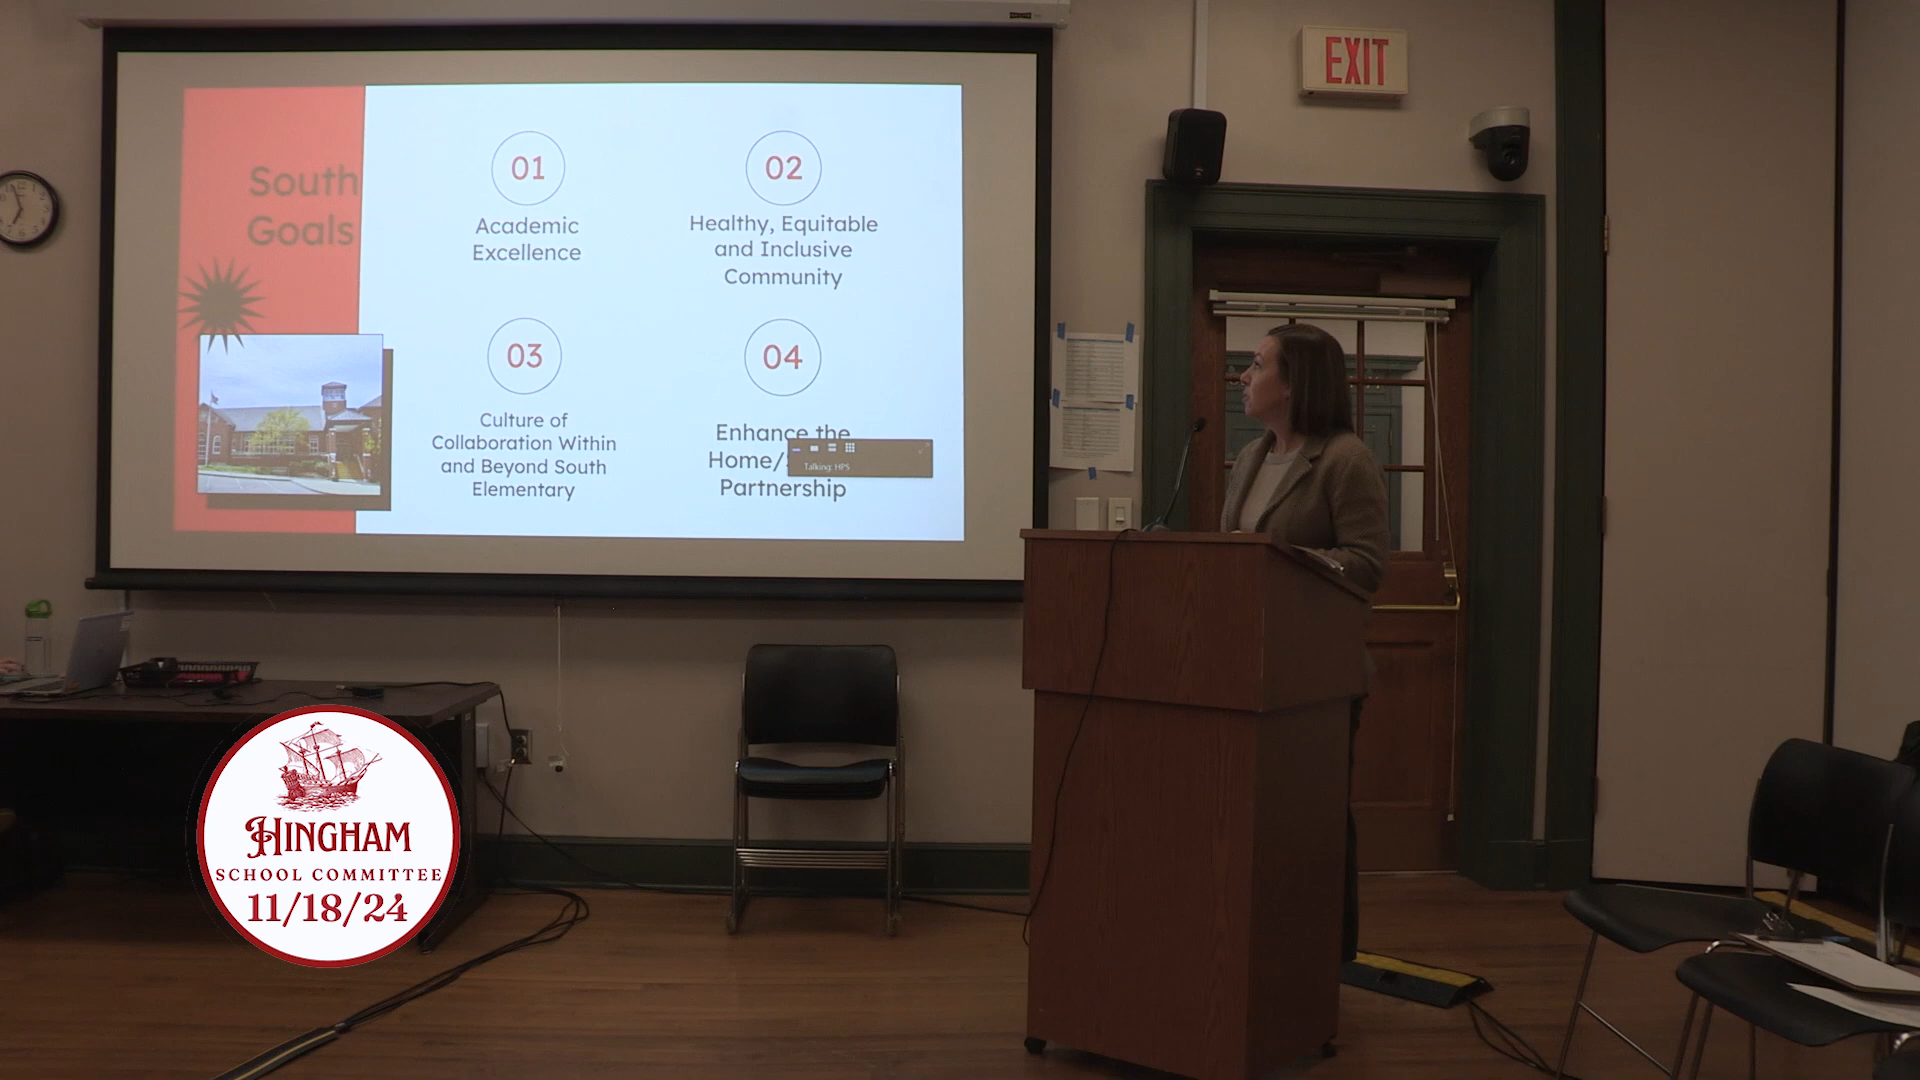 South
Goals
01
Academic
Excellence
02
Healthy, Equitable
and Inclusive
Community
03
Culture of
Collaboration Within
and Beyond South
Elementary
04
Enhance the
Home/
Partnership
Talking: HPS
EXIT
HINGHAM
SCHOOL COMMITTEE
11/18/24